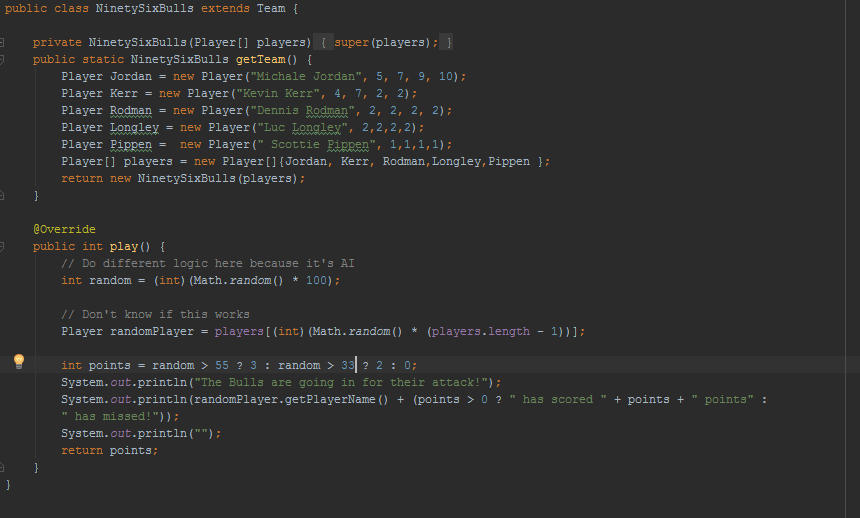 public class NinetySixBulls extends Team {
private NinetySixBulls(Player[] players) { super(players); }
public static NinetySixBulls getTeam() {
Player Jordan = new Player("Michale Jordan", 5, 7, 9, 10);
Player Kerr = new Player("Kevin Kerr", 4, 7, 2, 2);
Player Rodman = new Player("Dennis Rodman", 2, 2, 2, 2);
Player Longley = new Player("Luc Longley", 2,2,2,2);
Player Pippen =  new Player(" Scottie Pippen", 1,1,1,1);
Player[] players = new Player[]{Jordan, Kerr, Rodman,Longley,Pippen };
return new NinetySixBulls(players);
}
@Override
public int play() {
// Do different logic here because it's AI
int random = (int)(Math.random() * 100);
// Don't know if this works
Player randomPlayer = players[(int)(Math.random() * (players.length - 1))];
int points = random > 55 ? 3 : random > 33 ? 2 : 0;
System.out.println("The Bulls are going in for their attack!");
System.out.println(randomPlayer.getPlayerName() + (points > 0 ? " has scored " + points + " points" :
" has missed!"));
System.out.println("");
return points;
}
}